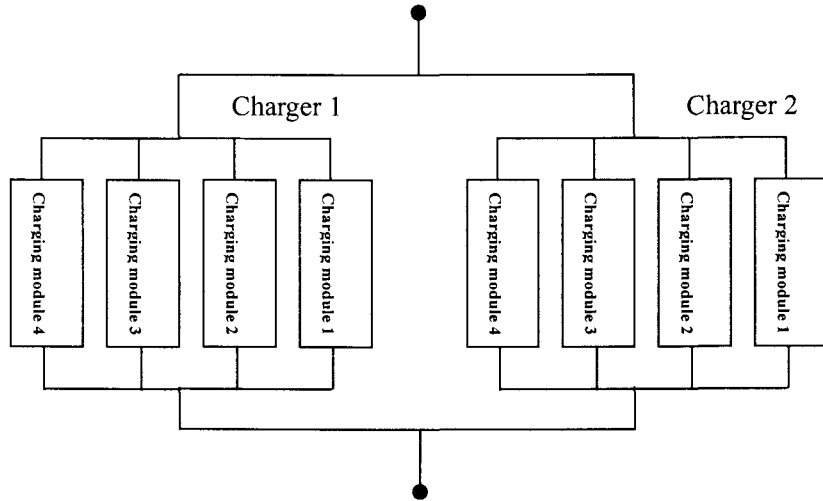 Charger 1
Charger 2
Charging module 4
Charging module 3
Charging module 2
Charging module 1
Charging module 4
Charging module 3
Charging module 2
Charging module 1